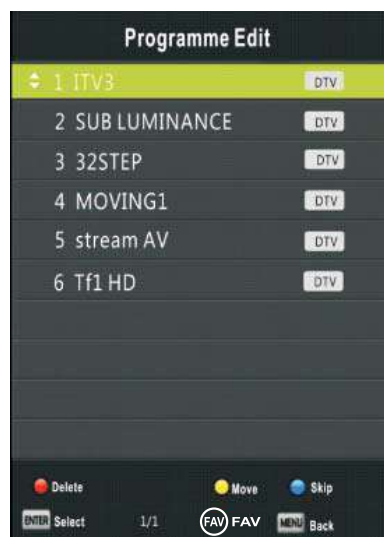 Programme Edit
1 ITV3 DTV
2 SUB LUMINANCE DTV
3 32STEP DTV
4 MOVING1 DTV
5 stream AV DTV
6 Tf1 HD DTV
Delete Move Skip
ENTER Select 1/1 FAV FAV MENU Back